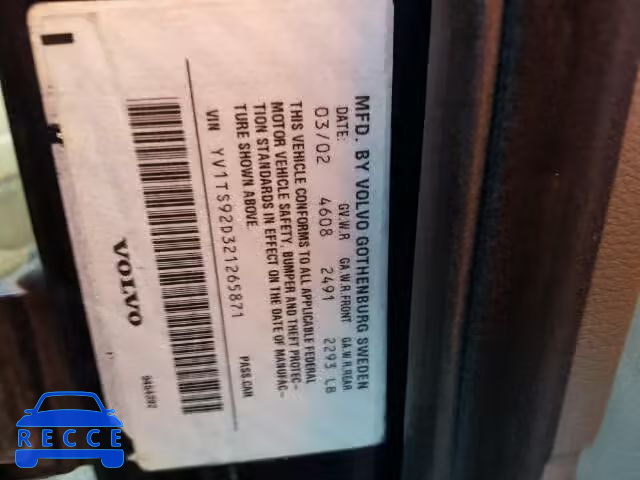 MFD. BY VOLVO GOTHENBURG SWEDEN
DATE: G.V.W.R GA.W.R.FRONT GA.W.R.REAR
03/02 4608 2491 2293 LB
THIS VEHICLE CONFORMS TO ALL APPLICABLE FEDERAL
MOTOR VEHICLE SAFETY, BUMPER AND THEFT PROTEC-
TION STANDARDS IN EFFECT ON THE DATE OF MANUFAC-
TURE SHOWN ABOVE
VIN YV1TS92D321265871 PASS.CAR
VOLVO
RECCE